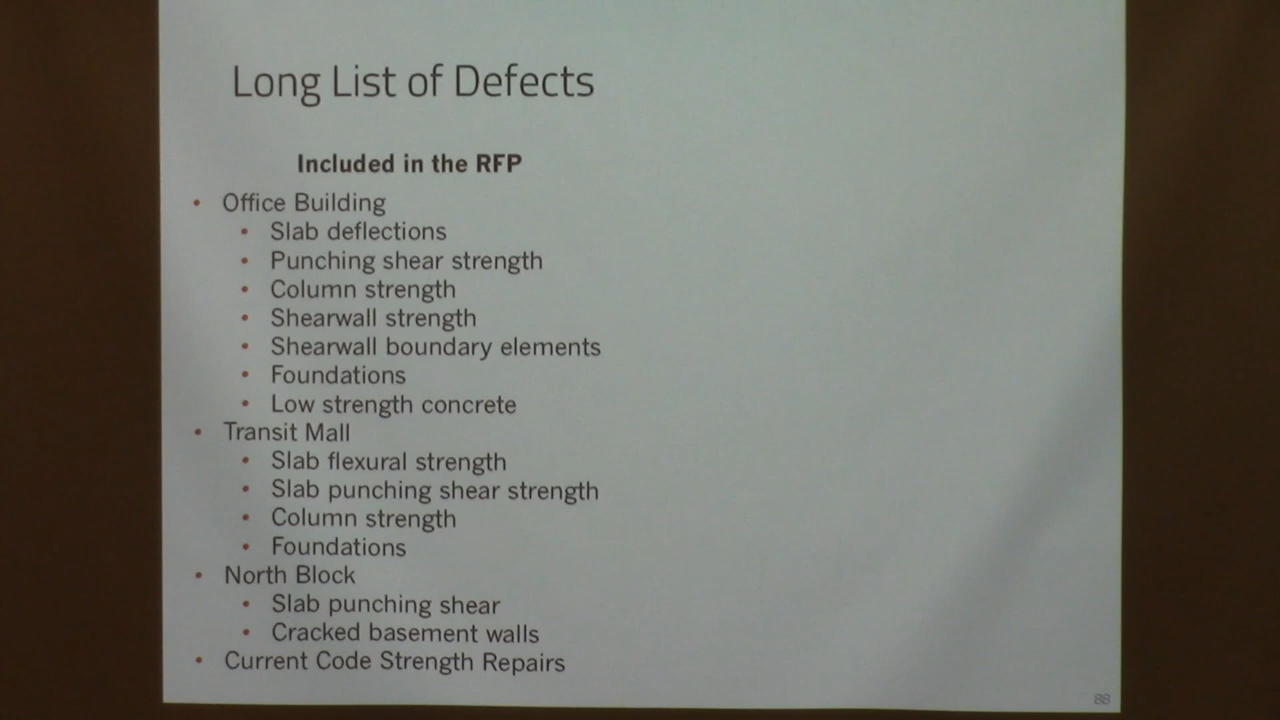 Long List of Defects
Included in the RFP
• Office Building
• Slab deflections
• Punching shear strength
• Column strength
• Shearwall strength
• Shearwall boundary elements
• Foundations
• Low strength concrete
• Transit Mall
• Slab flexural strength
• Slab punching shear strength
• Column strength
• Foundations
• North Block
• Slab punching shear
• Cracked basement walls
• Current Code Strength Repairs
88